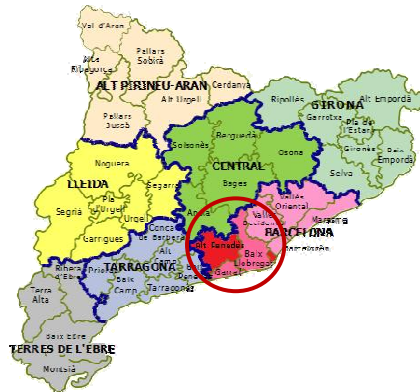 Val d'Aran
Alta
Ribagorça
Pallars
Sobirà
ALT PIRINEU-ARAN
Cerdanya
Alt Urgell
Pallars
Jussà
Ripollès
GIRONA
Alt Empordà
Garrotxa
Pla de
Estany
Gironès
Baix
Empordà
Selva
Solsonès
Berguedà
Osona
CENTRAL
Bages
Anoia
Noguera
LLEIDA
Segarra
Pla
d'Urgell
Segrià
Urgell
Garrigues
Vallès
Oriental
Vallès
Maresme
BARCELONA
Barcelonès
Alt Penedès
Baix
Llobregat
Garraf
Conca
de Barberà
Alt
Camp
TARRAGONA
Priorat
Baix
Camp
Tarragonès
Ribera
d'Ebre
Terra
Alta
Baix Ebre
TERRES DE L'EBRE
Montsià